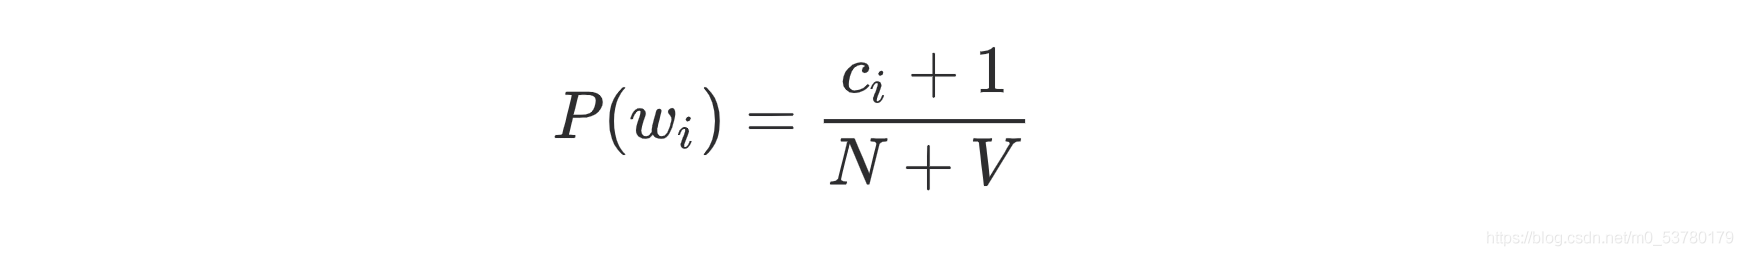 P(w_i) = \frac{c_i + 1}{N + V}
https://blog.csdn.net/m0_53780179